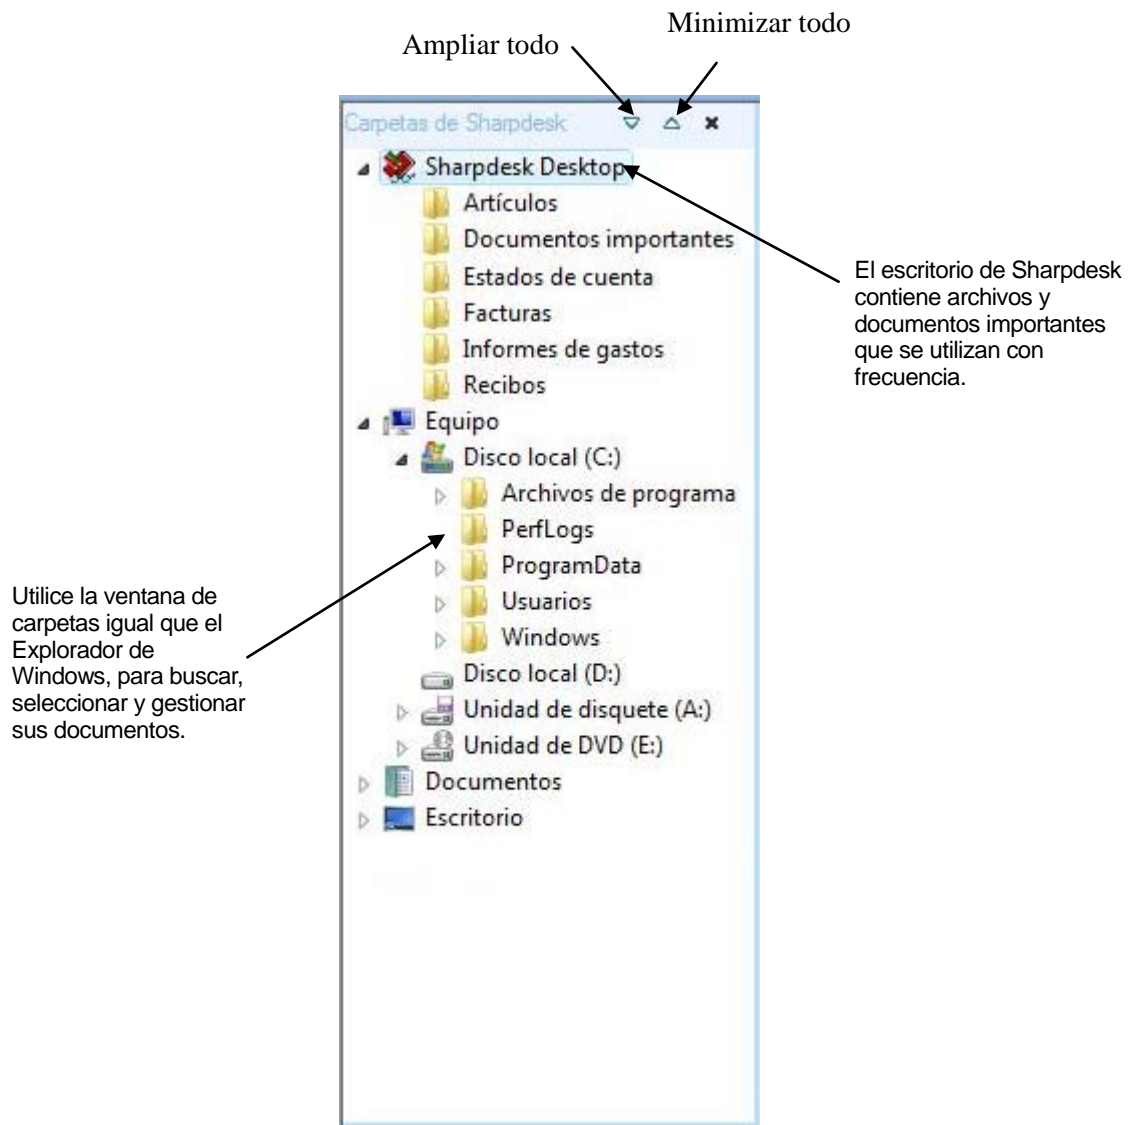 Minimizar todo
Ampliar todo
Carpetas de Sharpdesk
Sharpdesk Desktop
Artículos
Documentos importantes
Estados de cuenta
Facturas
Informes de gastos
Recibos
Equipo
Disco local (C:)
Archivos de programa
PerfLogs
ProgramData
Usuarios
Windows
Disco local (D:)
Unidad de disquete (A:)
Unidad de DVD (E:)
Documentos
Escritorio
El escritorio de Sharpdesk
contiene archivos y
documentos importantes
que se utilizan con
frecuencia.
Utilice la ventana de
carpetas igual que el
Explorador de
Windows, para buscar,
seleccionar y gestionar
sus documentos.